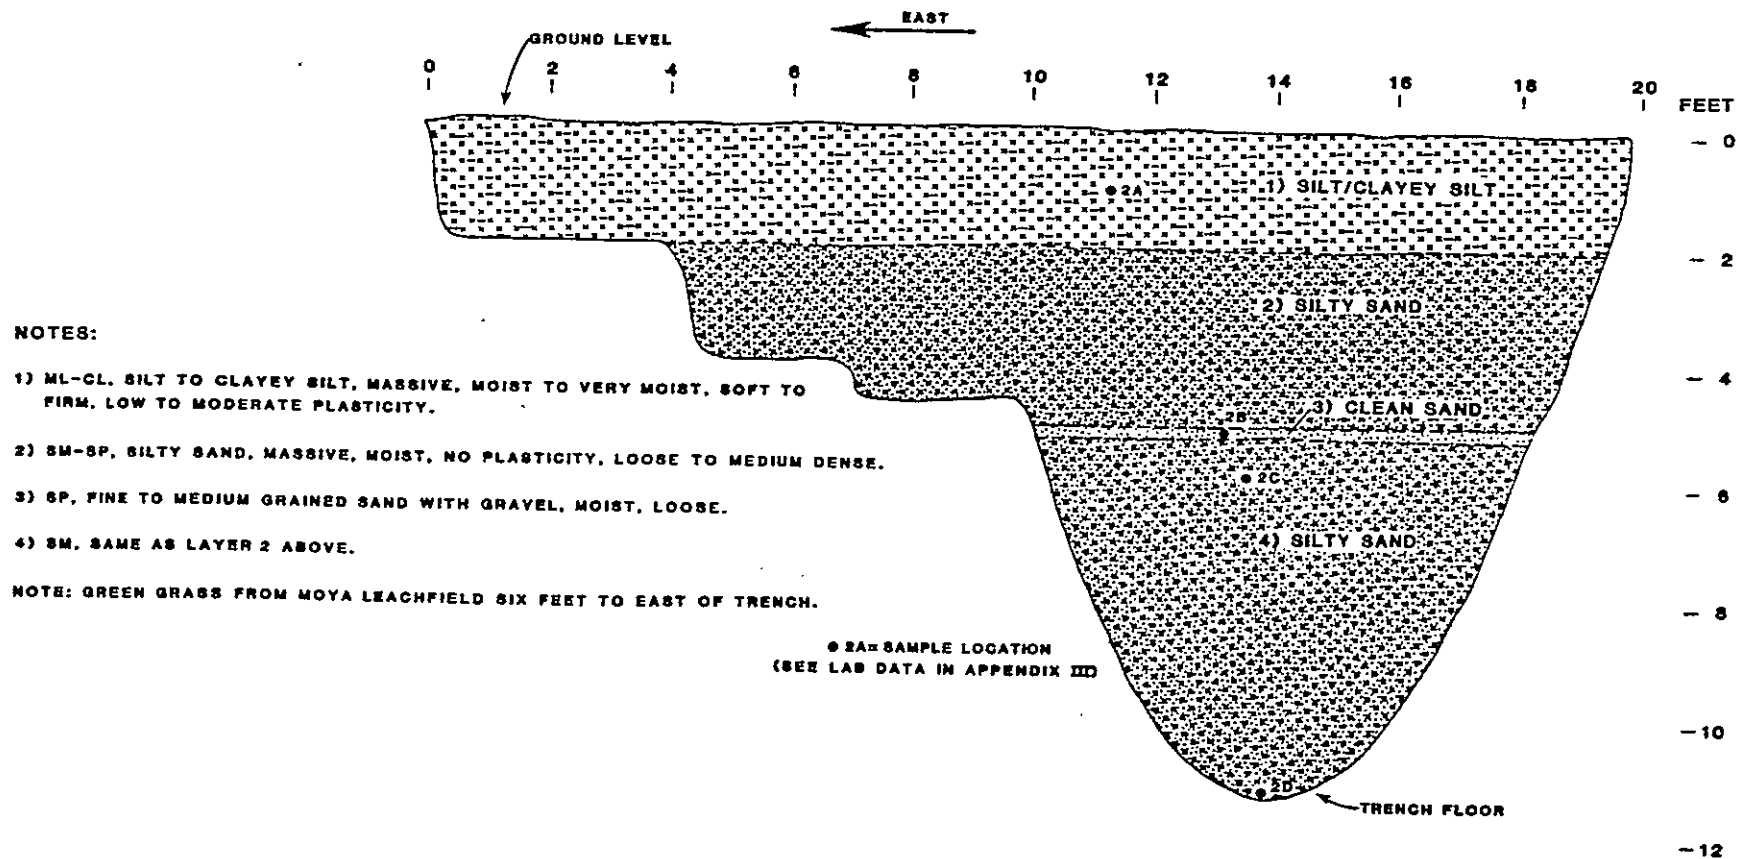 EAST
GROUND LEVEL
0 2 4 6 8 10 12 14 16 18 20
FEET
— 0
1) SILT/CLAYEY SILT
2A
— 2
2) SILTY SAND
NOTES:
1) ML-CL, SILT TO CLAYEY SILT, MASSIVE, MOIST TO VERY MOIST, SOFT TO
FIRM, LOW TO MODERATE PLASTICITY.
— 4
3) CLEAN SAND
2B
2) SM-SP, SILTY SAND, MASSIVE, MOIST, NO PLASTICITY, LOOSE TO MEDIUM DENSE.
2C
3) SP, FINE TO MEDIUM GRAINED SAND WITH GRAVEL, MOIST, LOOSE.
— 6
4) SILTY SAND
4) SM, SAME AS LAYER 2 ABOVE.
NOTE: GREEN GRASS FROM MOYA LEACHFIELD SIX FEET TO EAST OF TRENCH.
— 8
● 2A= SAMPLE LOCATION
(SEE LAB DATA IN APPENDIX III)
— 10
2D
TRENCH FLOOR
— 12